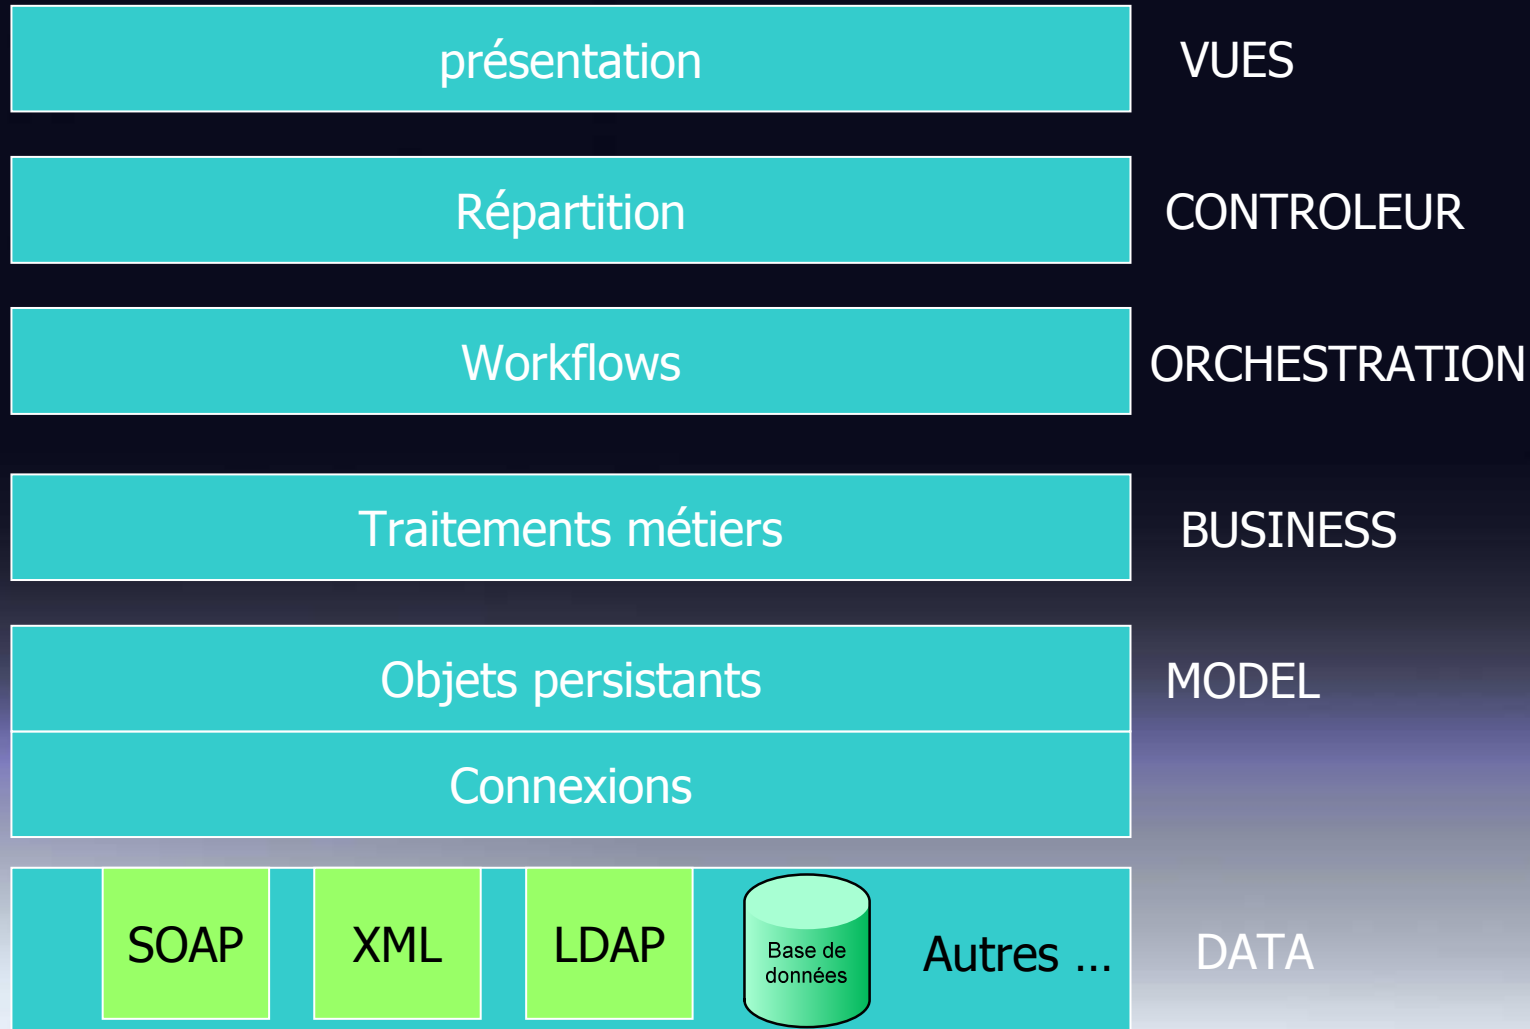 présentation
VUES
Répartition
CONTROLEUR
Workflows
ORCHESTRATION
Traitements métiers
BUSINESS
Objets persistants
MODEL
Connexions
SOAP
XML
LDAP
Base de
données
Autres ...
DATA